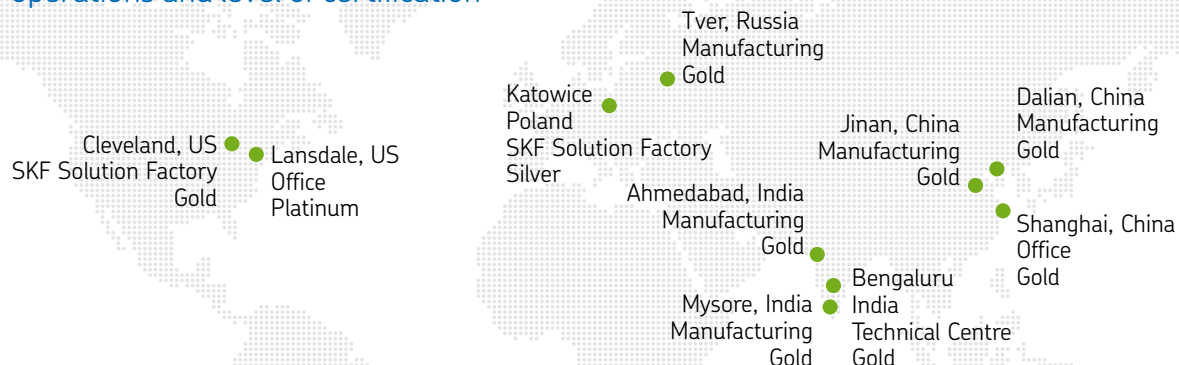 operations and level of certification
Tver, Russia
Manufacturing
Gold
Katowice
Poland
SKF Solution Factory
Silver
Dalian, China
Manufacturing
Gold
Jinan, China
Manufacturing
Gold
Cleveland, US
SKF Solution Factory
Gold
Lansdale, US
Office
Platinum
Ahmedabad, India
Manufacturing
Gold
Shanghai, China
Office
Gold
Bengaluru
India
Technical Centre
Gold
Mysore, India
Manufacturing
Gold